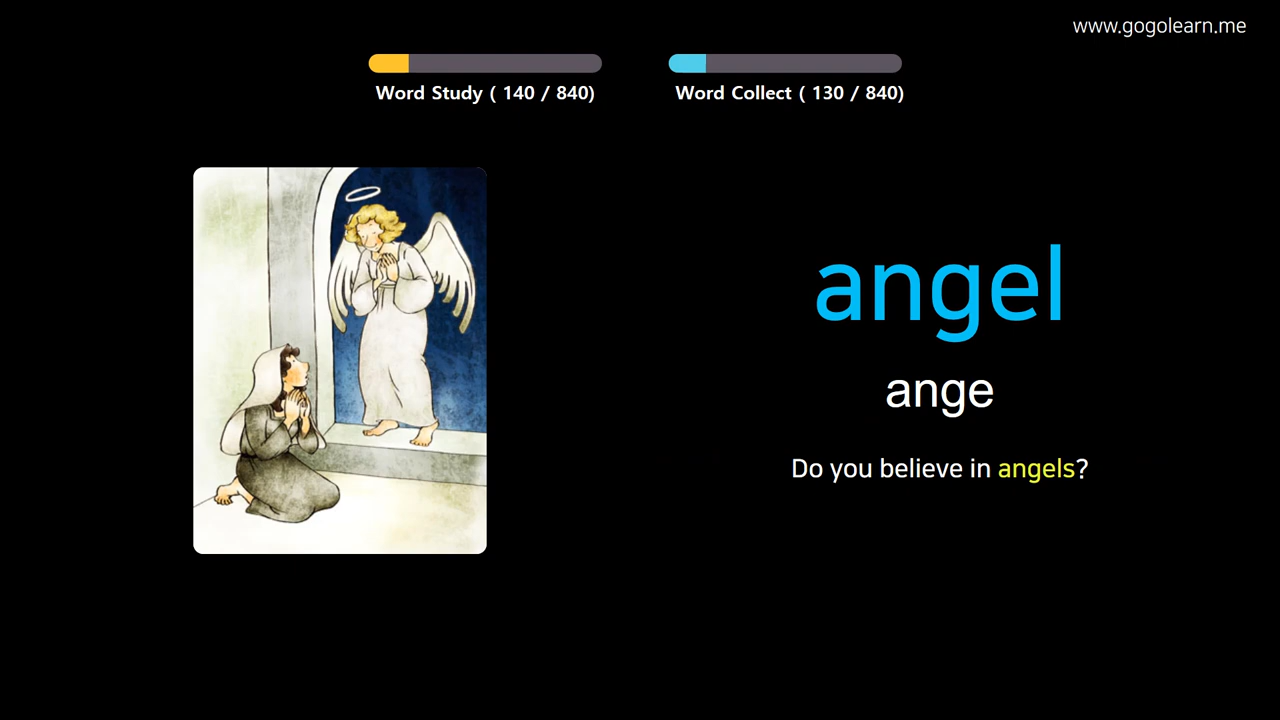 www.gogolearn.me
Word Study ( 140 / 840)
Word Collect ( 130 / 840)
angel
ange
Do you believe in angels?